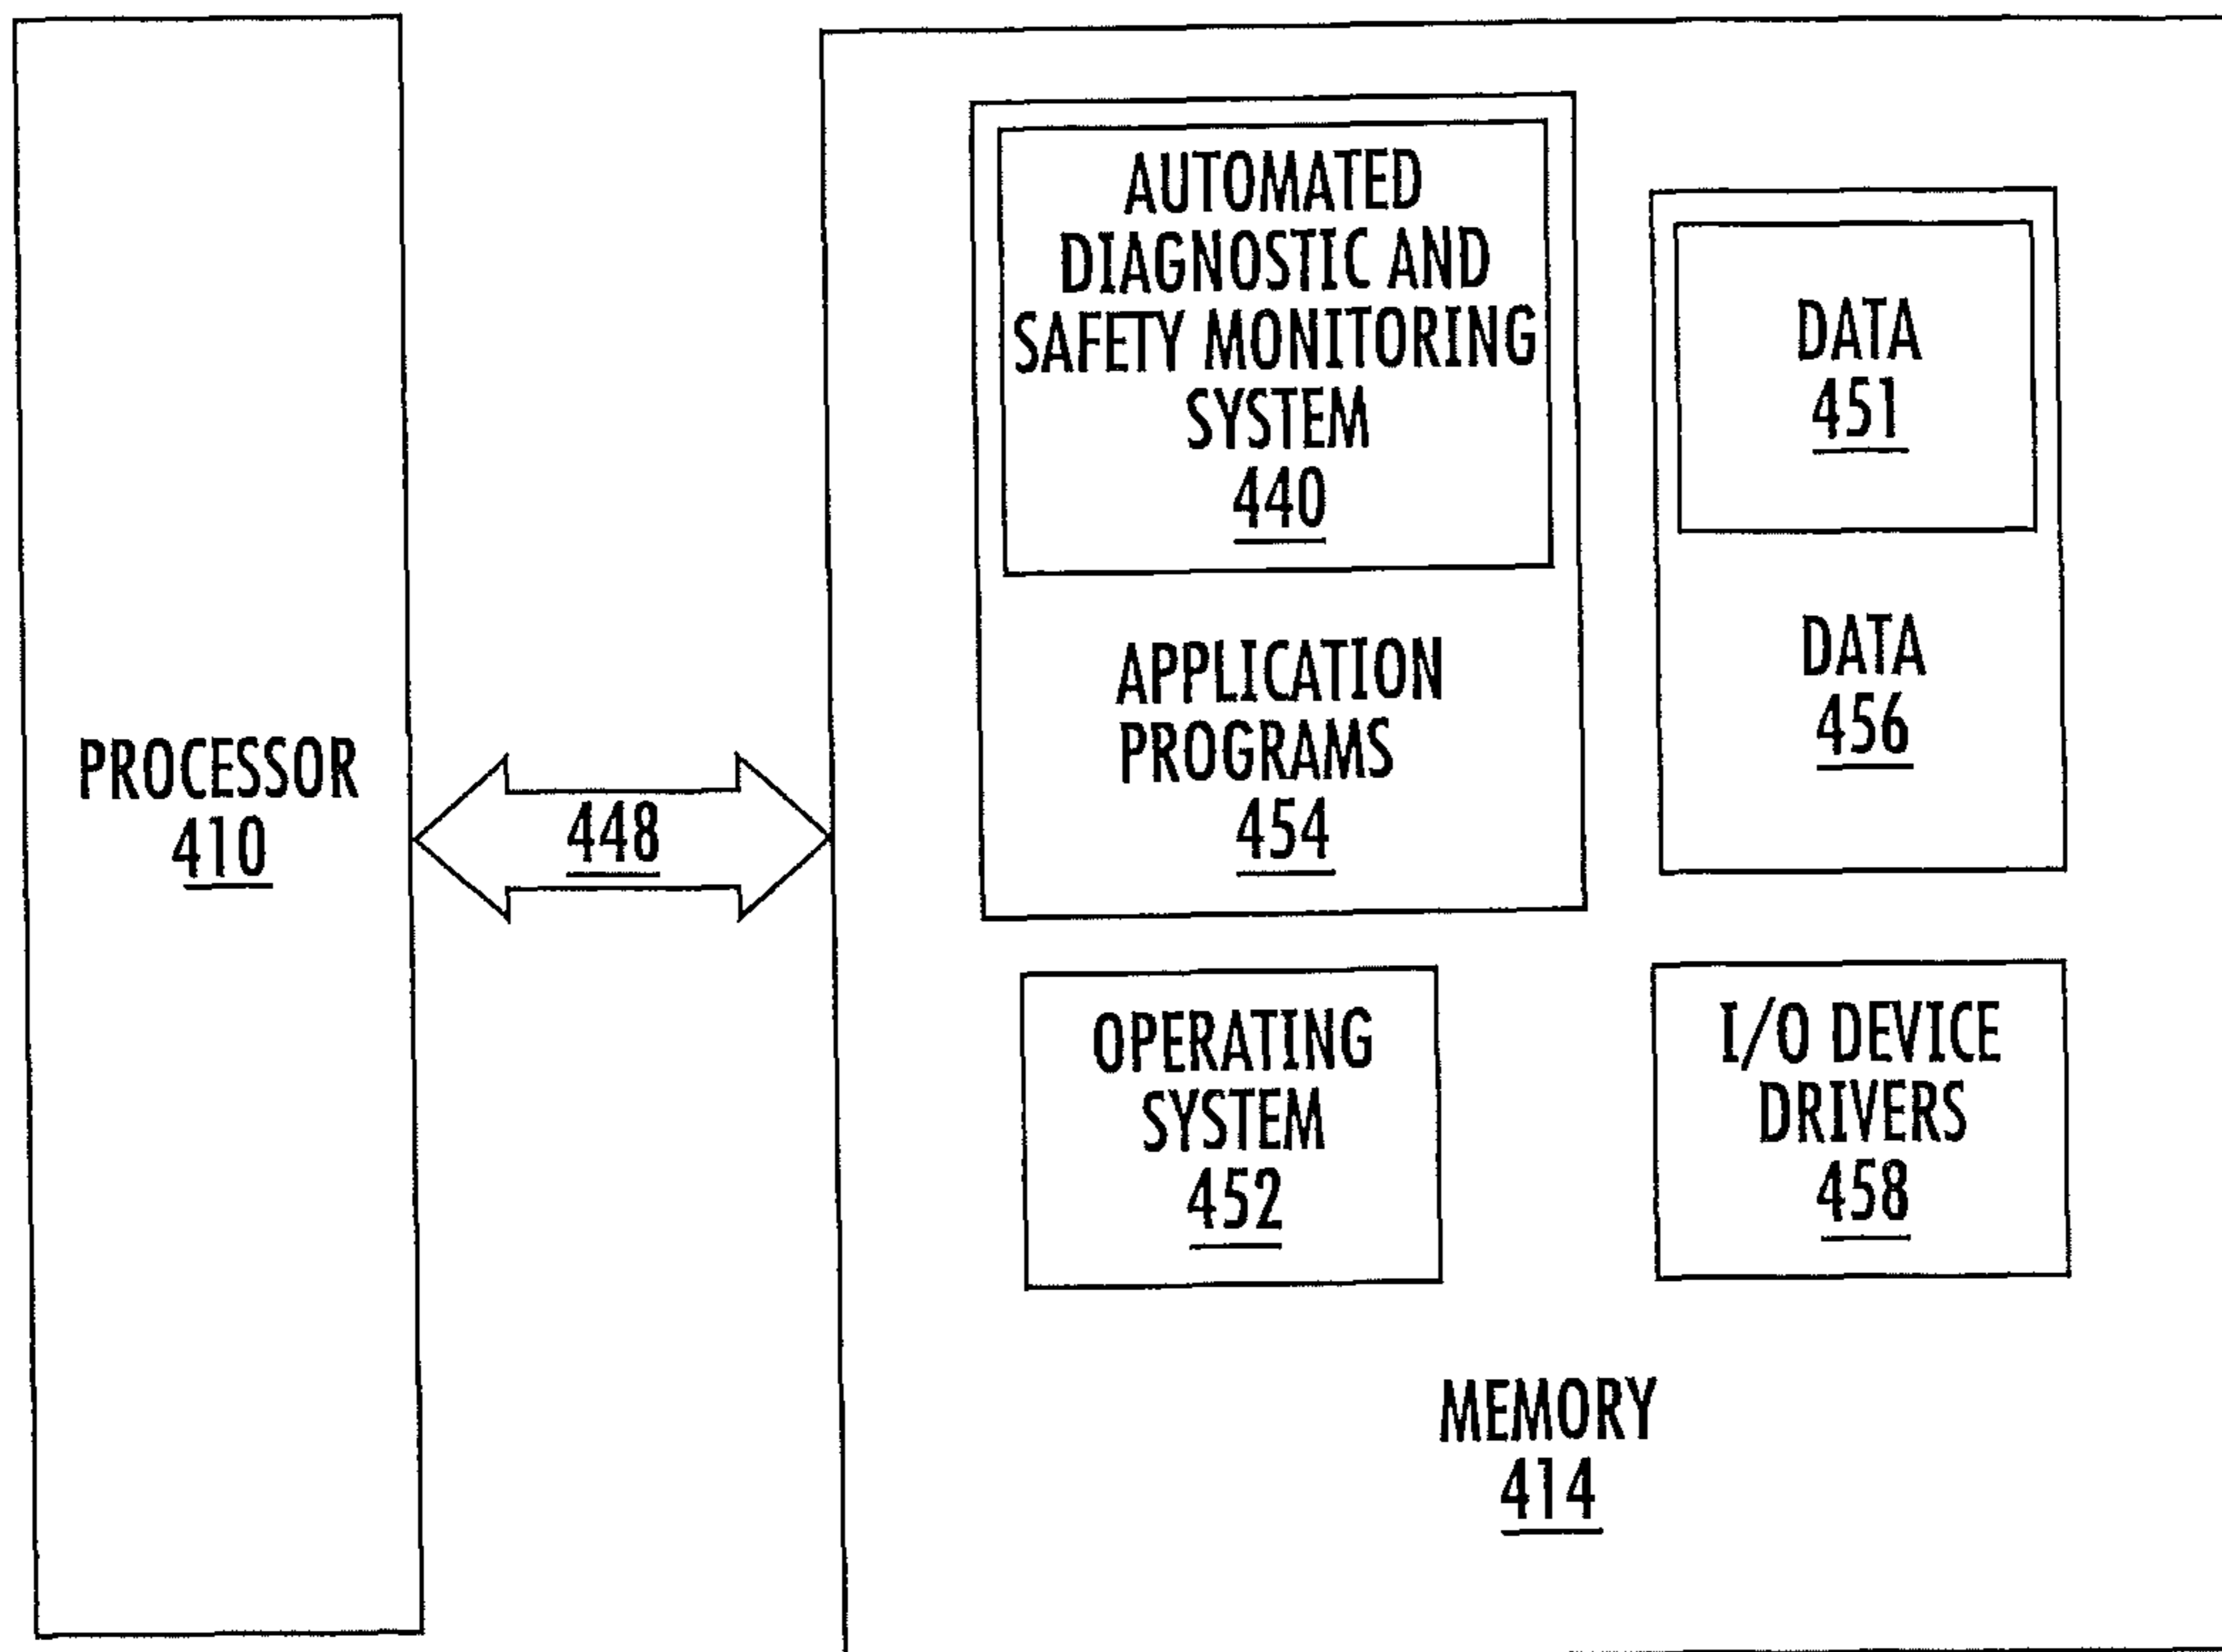 PROCESSOR
410
448
AUTOMATED
DIAGNOSTIC AND
SAFETY MONITORING
SYSTEM
440
APPLICATION
PROGRAMS
454
DATA
451
DATA
456
OPERATING
SYSTEM
452
I/O DEVICE
DRIVERS
458
MEMORY
414